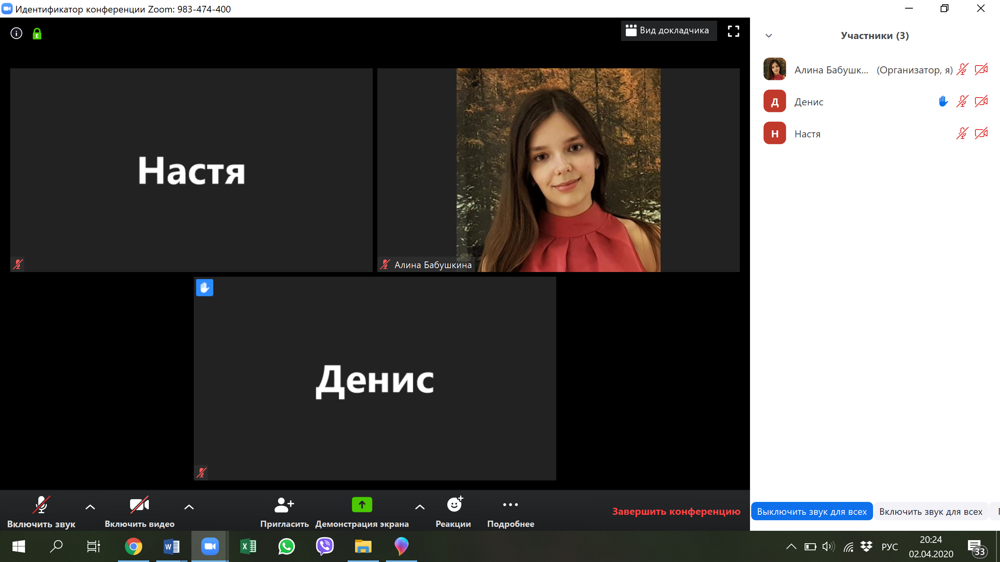 Идентификатор конференции Zoom: 983-474-400
Вид докладчика
Участники (3)
Алина Бабушк... (Организатор, я)
Д Денис
Н Настя
Настя
Алина Бабушкина
Денис
Включить звук
Включить видео
Пригласить
Демонстрация экрана
Реакции
Подробнее
Завершить конференцию
Выключить звук для всех
Включить звук для всех
РУС
20:24
02.04.2020
33